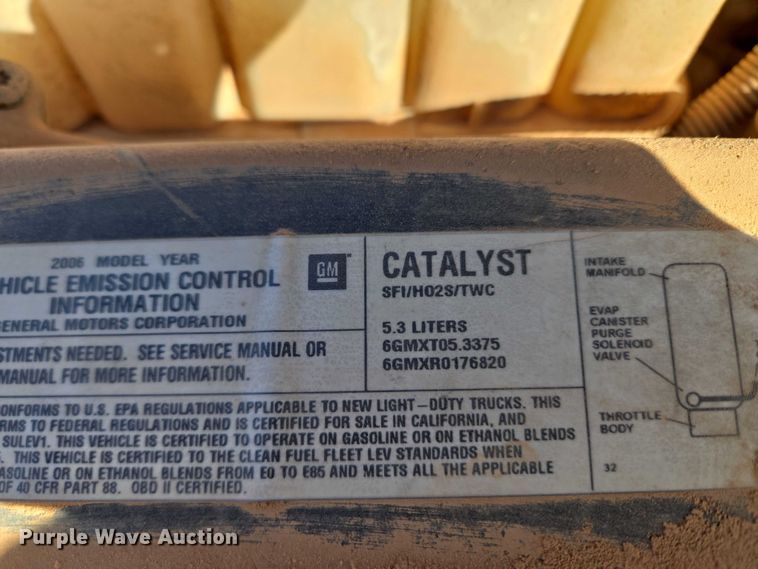 2006 MODEL YEAR
HICLE EMISSION CONTROL
INFORMATION
GENERAL MOTORS CORPORATION
GM
STMENTS NEEDED. SEE SERVICE MANUAL OR
MANUAL FOR MORE INFORMATION.
CATALYST
SFI/HO2S/TWC
5.3 LITERS
6GMXT05.3375
6GMXR0176820
CONFORMS TO U.S. EPA REGULATIONS APPLICABLE TO NEW LIGHT-DUTY TRUCKS. THIS
RMS TO FEDERAL REGULATIONS AND IS CERTIFIED FOR SALE IN CALIFORNIA, AND
SULEV1. THIS VEHICLE IS CERTIFIED TO OPERATE ON GASOLINE OR ON ETHANOL BLENDS
. THIS VEHICLE IS CERTIFIED TO THE CLEAN FUEL FLEET LEV STANDARDS WHEN
ASOLINE OR ON ETHANOL BLENDS FROM E0 TO E85 AND MEETS ALL THE APPLICABLE
OF 40 CFR PART 88. OBD II CERTIFIED.
INTAKE
MANIFOLD
EVAP
CANISTER
PURGE
SOLENOID
VALVE
THROTTLE
BODY
32
Purple Wave Auction